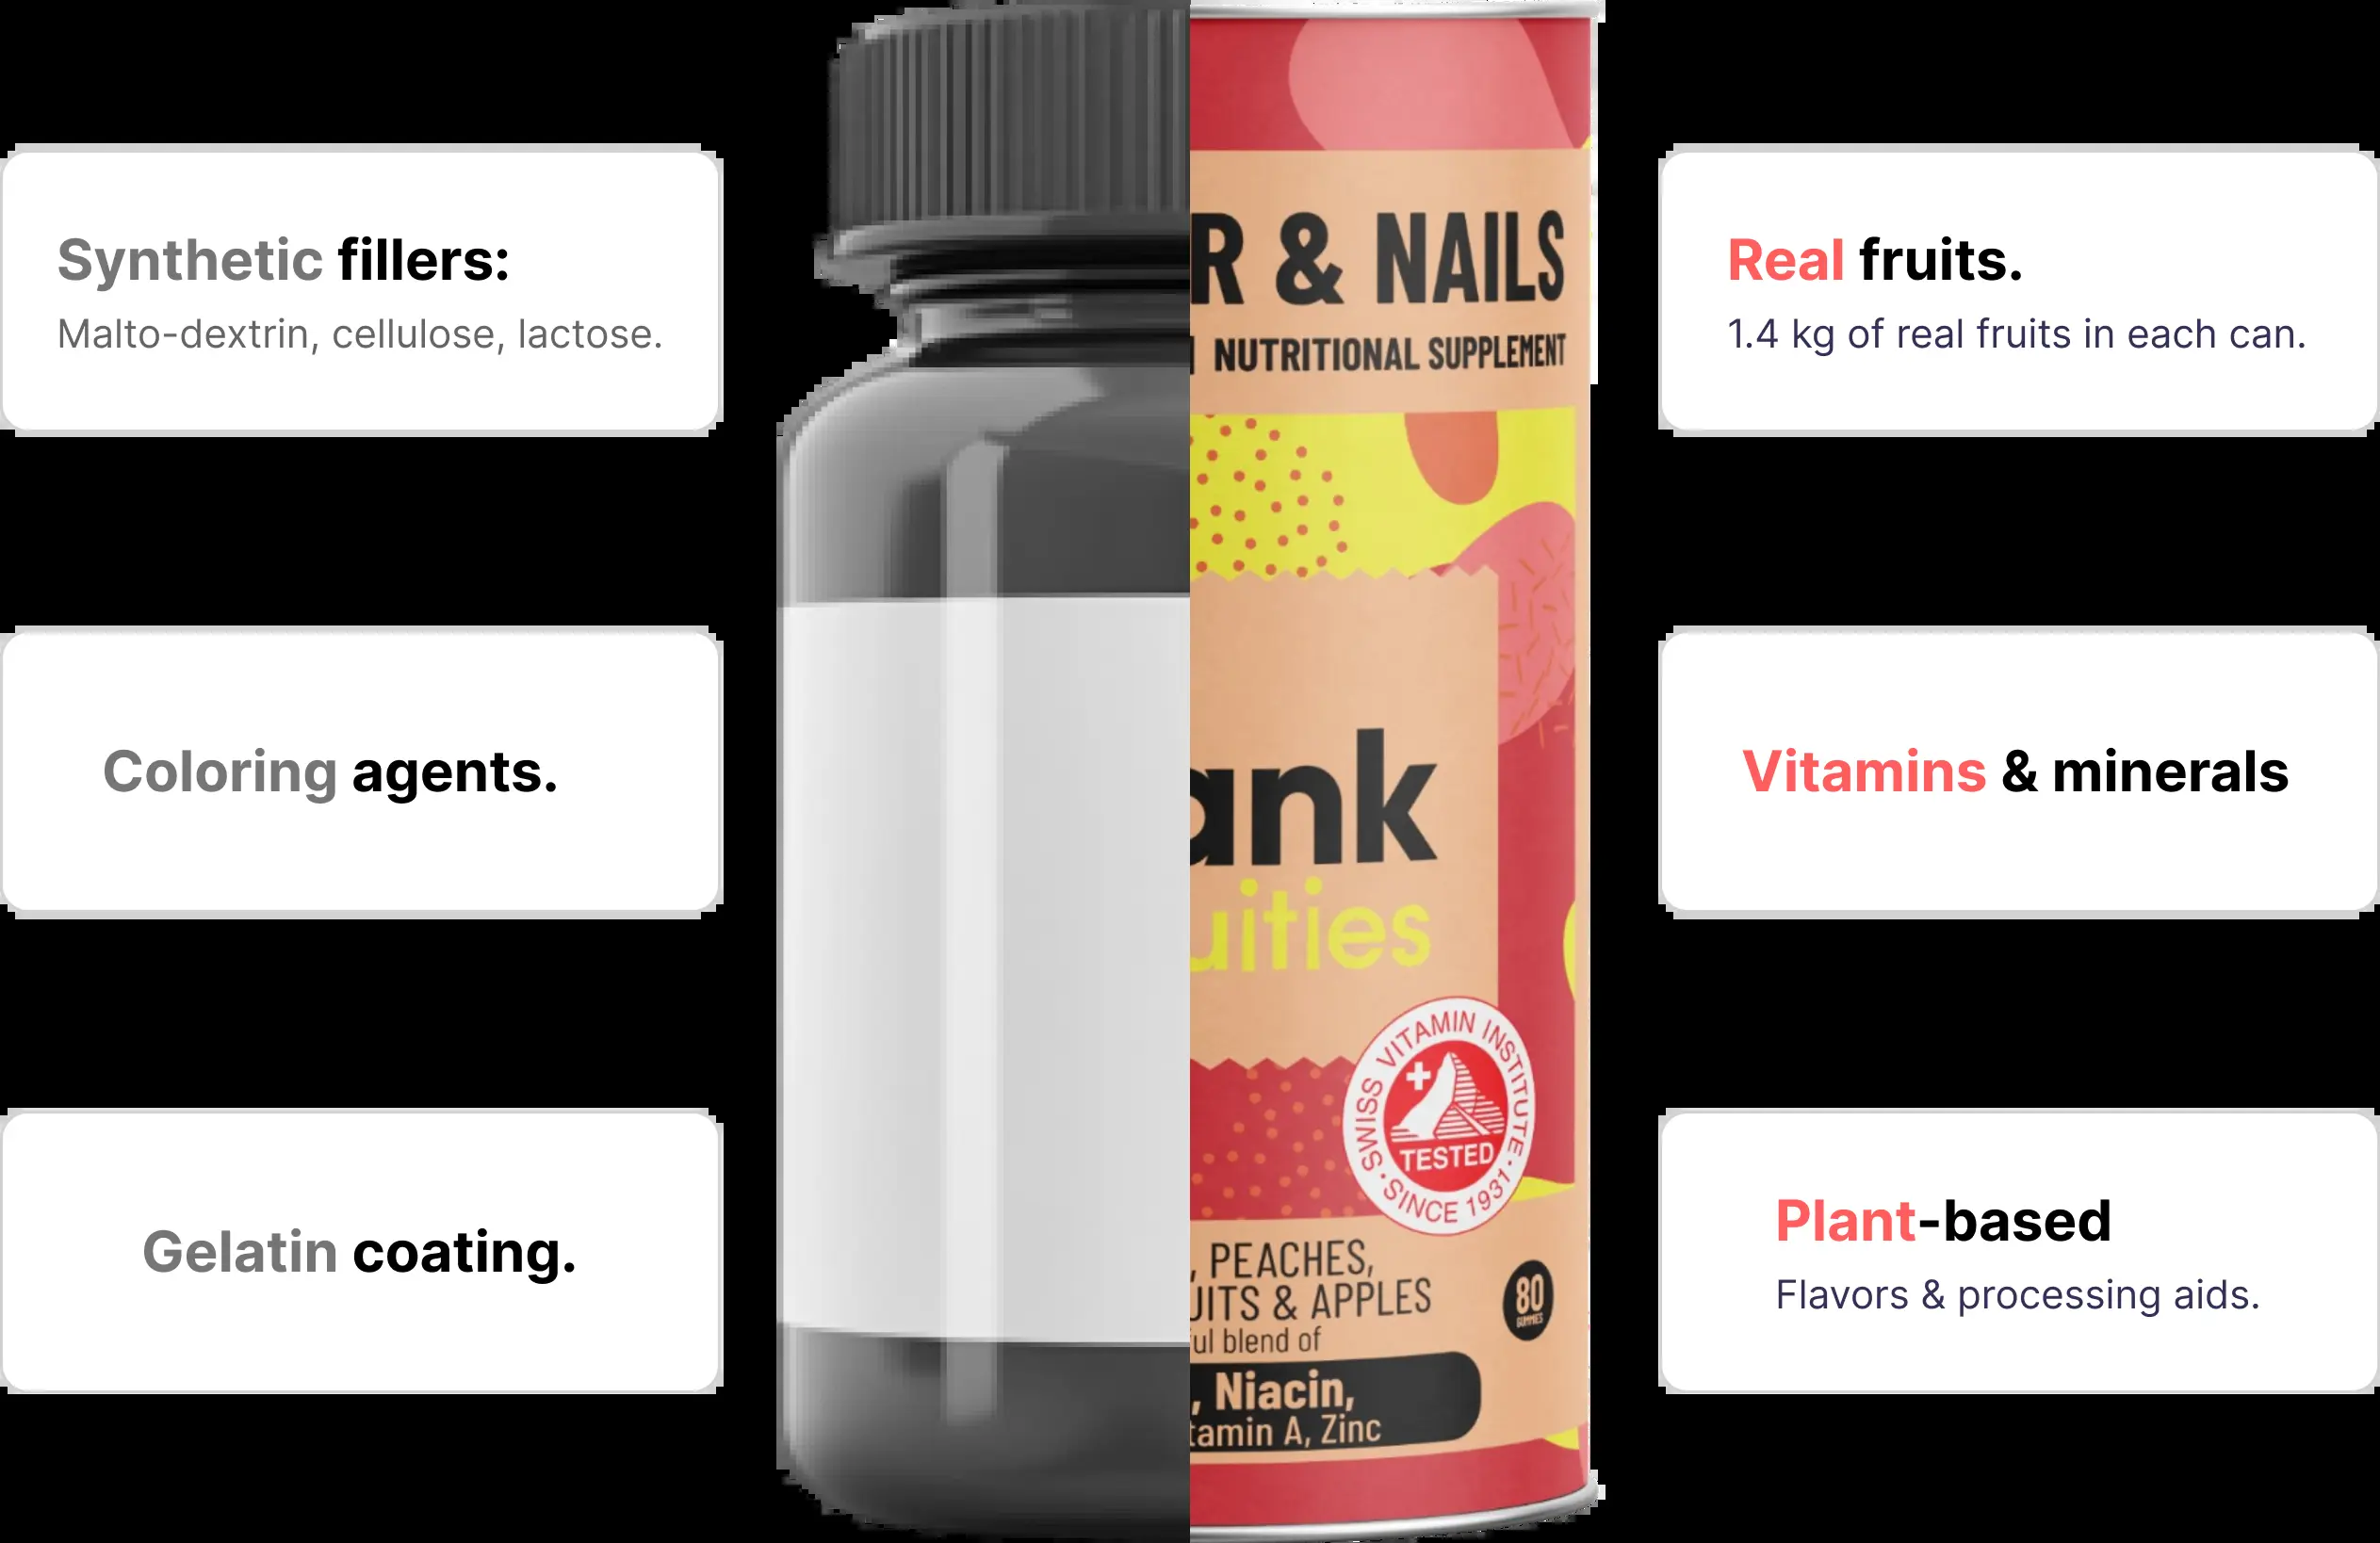 Synthetic fillers:
Malto-dextrin, cellulose, lactose.
Coloring agents.
Gelatin coating.
R & NAILS
NUTRITIONAL SUPPLEMENT
ank
uities
SWISS VITAMIN INSTITUTE
TESTED
SINCE 1931
, PEACHES,
UITS & APPLES
ul blend of
80
GUMMIES
, Niacin,
tamin A, Zinc
Real fruits.
1.4 kg of real fruits in each can.
Vitamins & minerals
Plant-based
Flavors & processing aids.